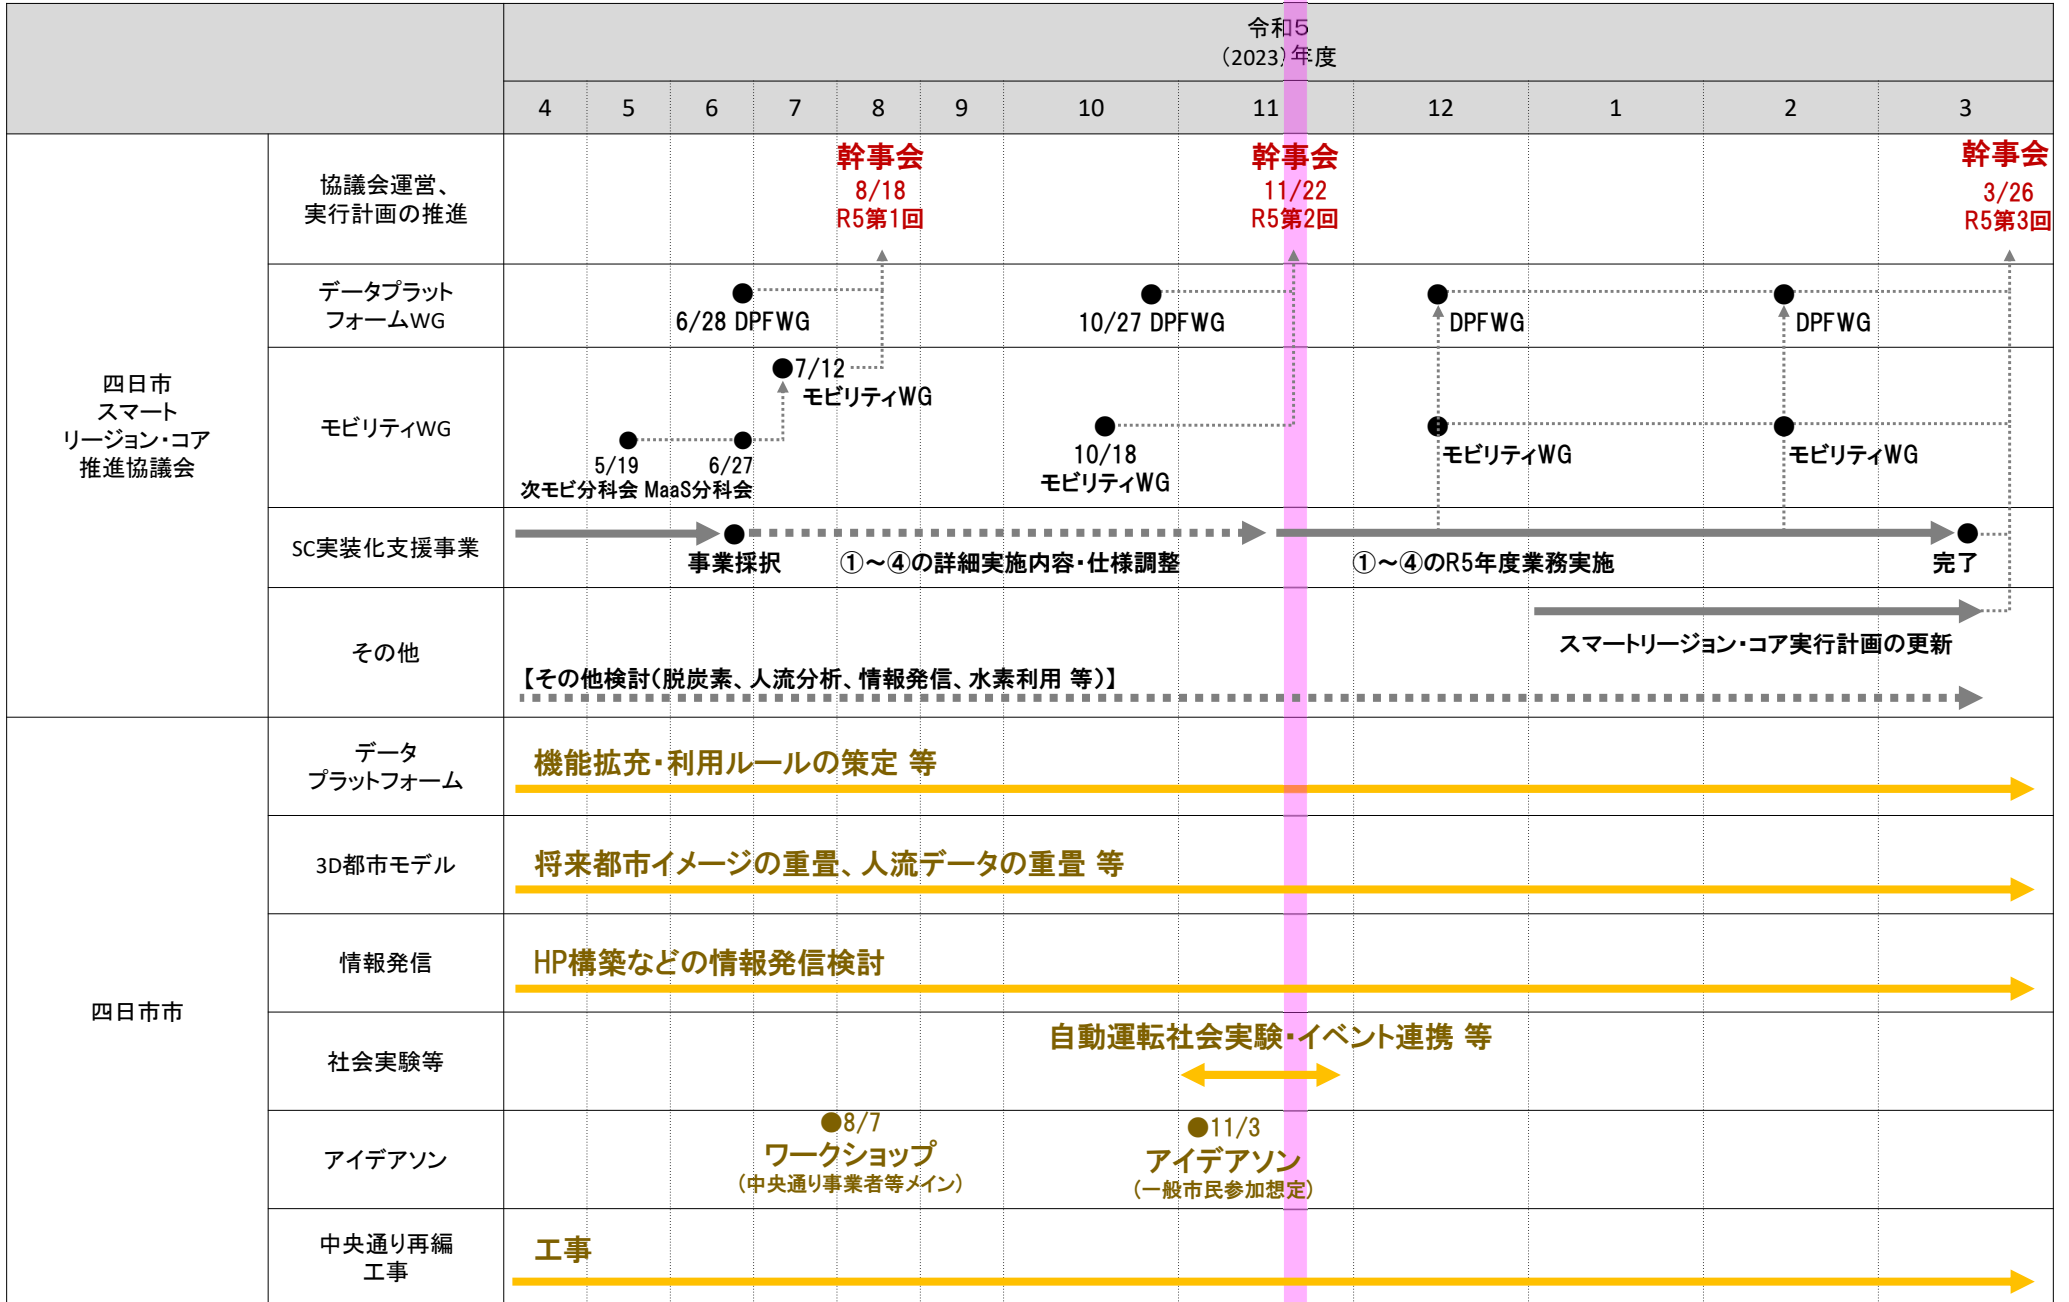 令和5
(2023)年度
4 5 6 7 8 9 10 11 12 1 2 3
四日市
スマート
リージョン・コア
推進協議会
協議会運営、
実行計画の推進
幹事会
8/18
R5第1回
幹事会
11/22
R5第2回
幹事会
3/26
R5第3回
データプラット
フォームWG
6/28 DPFWG
10/27 DPFWG
DPFWG
DPFWG
モビリティWG
7/12
モビリティWG
5/19
次モビ分科会
6/27
MaaS分科会
10/18
モビリティWG
モビリティWG
モビリティWG
SC実装化支援事業
事業採択
①～④の詳細実施内容・仕様調整
①～④のR5年度業務実施
完了
その他
スマートリージョン・コア実行計画の更新
【その他検討(脱炭素、人流分析、情報発信、水素利用 等)】
四日市市
データ
プラットフォーム
機能拡充・利用ルールの策定 等
3D都市モデル
将来都市イメージの重畳、人流データの重畳 等
情報発信
HP構築などの情報発信検討
社会実験等
自動運転社会実験・イベント連携 等
アイデアソン
●8/7
ワークショップ
(中央通り事業者等メイン)
●11/3
アイデアソン
(一般市民参加想定)
中央通り再編
工事
工事